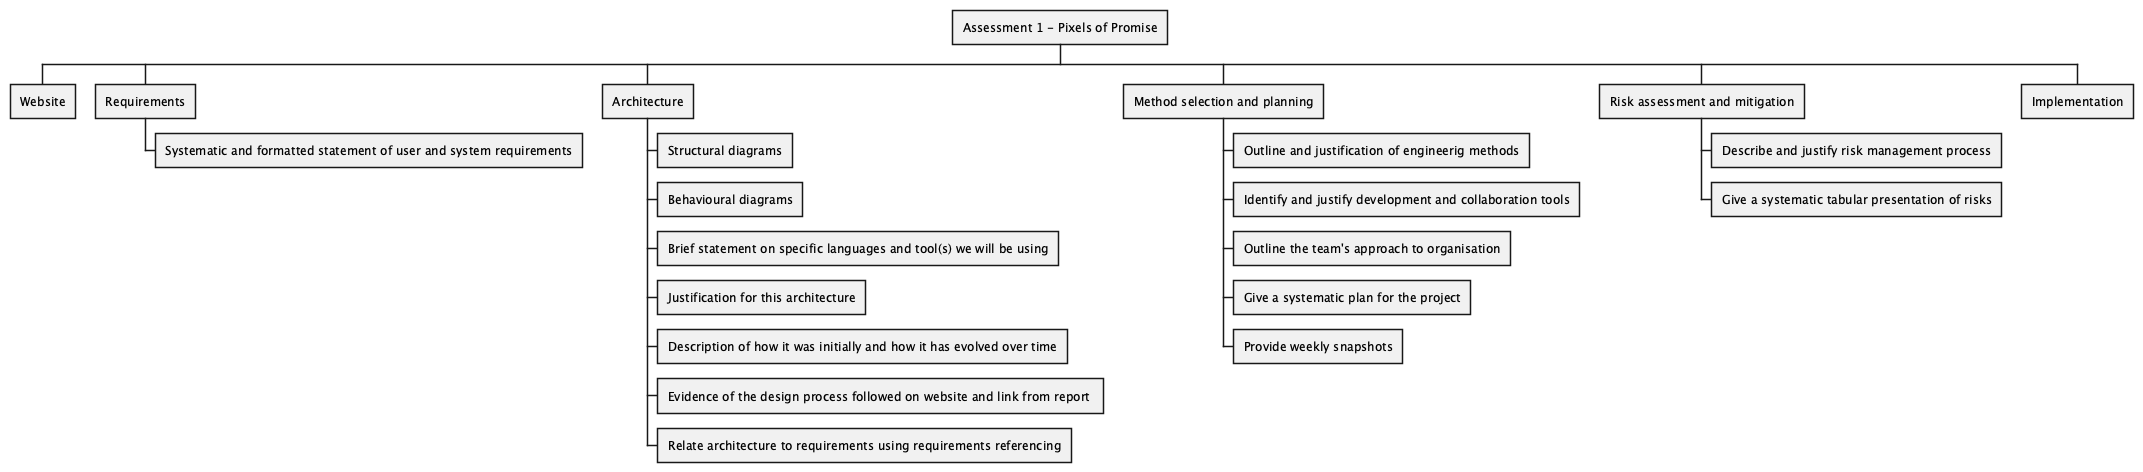 Assessment 1 - Pixels of Promise
Website
Requirements
Architecture
Method selection and planning
Risk assessment and mitigation
Implementation
Systematic and formatted statement of user and system requirements
Structural diagrams
Behavioural diagrams
Brief statement on specific languages and tool(s) we will be using
Justification for this architecture
Description of how it was initially and how it has evolved over time
Evidence of the design process followed on website and link from report
Relate architecture to requirements using requirements referencing
Outline and justification of engineerig methods
Identify and justify development and collaboration tools
Outline the team's approach to organisation
Give a systematic plan for the project
Provide weekly snapshots
Describe and justify risk management process
Give a systematic tabular presentation of risks